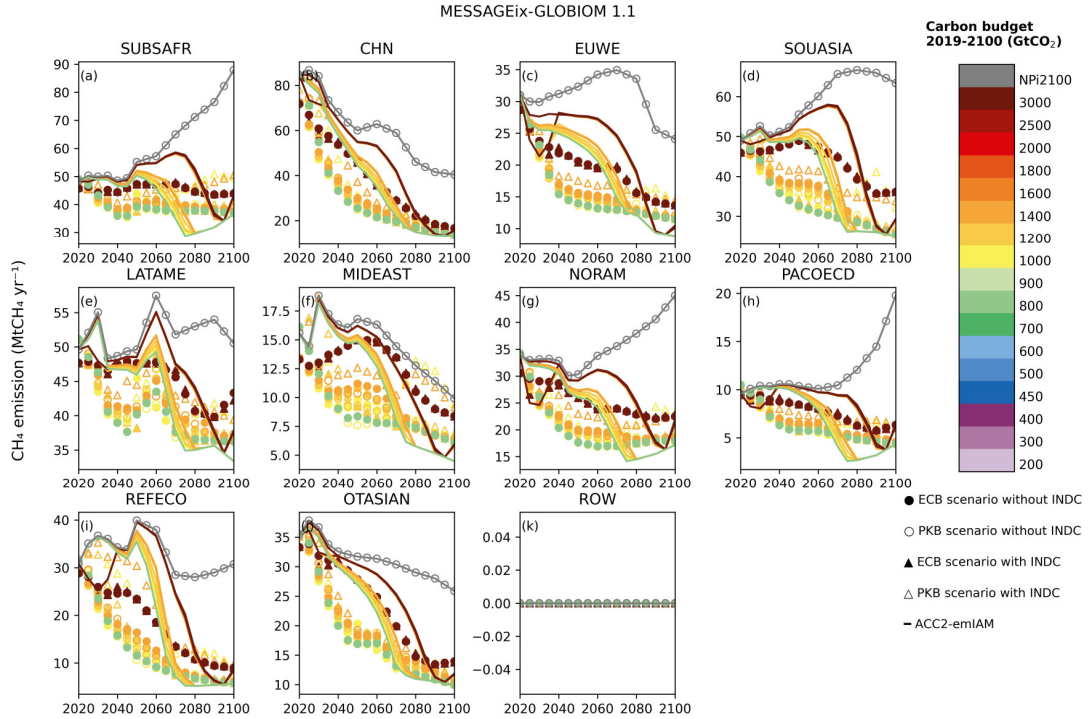 MESSAGEix-GLOBIOM 1.1
Carbon budget
2019-2100 (GtCO₂)
NPi2100
3000
2500
2000
1800
1600
1400
1200
1000
900
800
700
600
500
450
400
300
200
ECB scenario without INDC
PKB scenario without INDC
ECB scenario with INDC
PKB scenario with INDC
ACC2-emIAM
CH₄ emission (MtCH₄ yr⁻¹)
SUBSAFR CHN EUWE SOUASIA
(a) (b) (c) (d)
90 80 70 60 50 40 30
80 60 40 20
35 30 25 20 15 10
60 50 40 30
2020 2040 2060 2080 2100 2020 2040 2060 2080 2100 2020 2040 2060 2080 2100 2020 2040 2060 2080 2100
LATAME MIDEAST NORAM PACOECD
(e) (f) (g) (h)
55 50 45 40 35
17.5 15.0 12.5 10.0 7.5 5.0
45 40 35 30 25 20 15
20 15 10 5
2020 2040 2060 2080 2100 2020 2040 2060 2080 2100 2020 2040 2060 2080 2100 2020 2040 2060 2080 2100
REFECO OTASIAN ROW
(i) (k)
40 30 20 10
35 30 25 20 15 10
0.04 0.02 0.00 −0.02 −0.04
2020 2040 2060 2080 2100 2020 2040 2060 2080 2100 2020 2040 2060 2080 2100